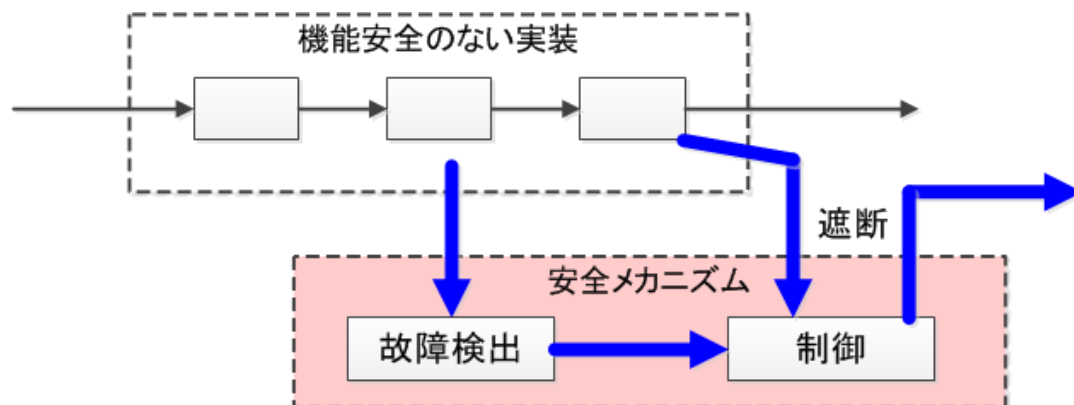 機能安全のない実装
遮断
安全メカニズム
故障検出
制御